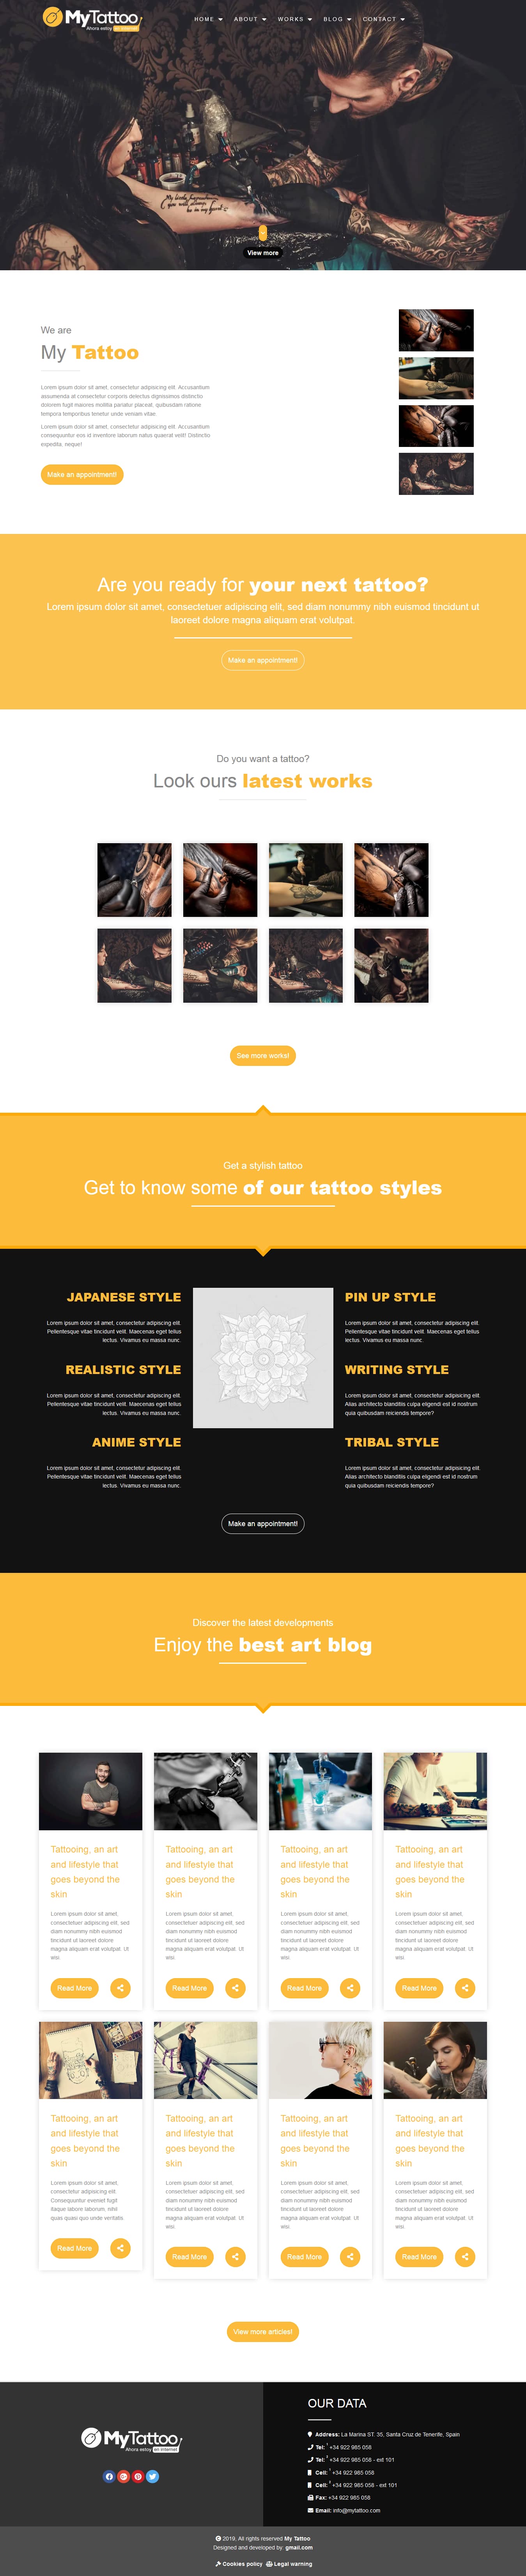 MyTattoo
Ahora estoy en internet
HOME ABOUT WORKS BLOG CONTACT
View more
We are
My Tattoo
Lorem ipsum dolor sit amet, consectetur adipisicing elit. Accusantium
assumenda at consectetur corporis delectus dignissimos distinctio
dolorem fugit maiores mollitia pariatur placeat, quibusdam ratione
tempora temporibus tenetur unde veniam vitae.
Lorem ipsum dolor sit amet, consectetur adipisicing elit. Accusantium
consequuntur eos id inventore laborum natus quaerat velit! Distinctio
expedita, neque!
Make an appointment!
Are you ready for your next tattoo?
Lorem ipsum dolor sit amet, consectetuer adipiscing elit, sed diam nonummy nibh euismod tincidunt ut
laoreet dolore magna aliquam erat volutpat.
Make an appointment!
Do you want a tattoo?
Look ours latest works
See more works!
Get a stylish tattoo
Get to know some of our tattoo styles
JAPANESE STYLE
Lorem ipsum dolor sit amet, consectetur adipiscing elit.
Pellentesque vitae tincidunt velit. Maecenas eget tellus
lectus. Vivamus eu massa nunc.
REALISTIC STYLE
Lorem ipsum dolor sit amet, consectetur adipiscing elit.
Pellentesque vitae tincidunt velit. Maecenas eget tellus
lectus. Vivamus eu massa nunc.
ANIME STYLE
Lorem ipsum dolor sit amet, consectetur adipiscing elit.
Pellentesque vitae tincidunt velit. Maecenas eget tellus
lectus. Vivamus eu massa nunc.
PIN UP STYLE
Lorem ipsum dolor sit amet, consectetur adipiscing elit.
Pellentesque vitae tincidunt velit. Maecenas eget tellus
lectus. Vivamus eu massa nunc.
WRITING STYLE
Lorem ipsum dolor sit amet, consectetur adipisicing elit.
Alias architecto blanditiis culpa eligendi est id nostrum
quia quibusdam reiciendis tempore?
TRIBAL STYLE
Lorem ipsum dolor sit amet, consectetur adipisicing elit.
Alias architecto blanditiis culpa eligendi est id nostrum
quia quibusdam reiciendis tempore?
Make an appointment!
Discover the latest developments
Enjoy the best art blog
Tattooing, an art
and lifestyle that
goes beyond the
skin
Lorem ipsum dolor sit amet,
consectetuer adipiscing elit, sed
diam nonummy nibh euismod
tincidunt ut laoreet dolore
magna aliquam erat volutpat. Ut
wisi.
Read More
Tattooing, an art
and lifestyle that
goes beyond the
skin
Lorem ipsum dolor sit amet,
consectetuer adipiscing elit, sed
diam nonummy nibh euismod
tincidunt ut laoreet dolore
magna aliquam erat volutpat. Ut
wisi.
Read More
Tattooing, an art
and lifestyle that
goes beyond the
skin
Lorem ipsum dolor sit amet,
consectetuer adipiscing elit, sed
diam nonummy nibh euismod
tincidunt ut laoreet dolore
magna aliquam erat volutpat. Ut
wisi.
Read More
Tattooing, an art
and lifestyle that
goes beyond the
skin
Lorem ipsum dolor sit amet,
consectetuer adipiscing elit, sed
diam nonummy nibh euismod
tincidunt ut laoreet dolore
magna aliquam erat volutpat. Ut
wisi.
Read More
Tattooing, an art
and lifestyle that
goes beyond the
skin
Lorem ipsum dolor sit amet,
consectetur adipisicing elit.
Consequuntur eveniet fugit
itaque labore laborum, nihil
quas quasi quo unde veritatis.
Read More
Tattooing, an art
and lifestyle that
goes beyond the
skin
Lorem ipsum dolor sit amet,
consectetuer adipiscing elit, sed
diam nonummy nibh euismod
tincidunt ut laoreet dolore
magna aliquam erat volutpat. Ut
wisi.
Read More
Tattooing, an art
and lifestyle that
goes beyond the
skin
Lorem ipsum dolor sit amet,
consectetuer adipiscing elit, sed
diam nonummy nibh euismod
tincidunt ut laoreet dolore
magna aliquam erat volutpat. Ut
wisi.
Read More
Tattooing, an art
and lifestyle that
goes beyond the
skin
Lorem ipsum dolor sit amet,
consectetuer adipiscing elit, sed
diam nonummy nibh euismod
tincidunt ut laoreet dolore
magna aliquam erat volutpat. Ut
wisi.
Read More
View more articles!
MyTattoo
Ahora estoy en internet
OUR DATA
Address: La Marina ST. 35, Santa Cruz de Tenerife, Spain
Tel: 1 +34 922 985 058
Tel: 2 +34 922 985 058 - ext 101
Cell: 1 +34 922 985 058
Cell: 2 +34 922 985 058 - ext 101
Fax: +34 922 985 058
Email: info@mytattoo.com
© 2019. All rights reserved My Tattoo
Designed and developed by: gmail.com
Cookies policy Legal warning